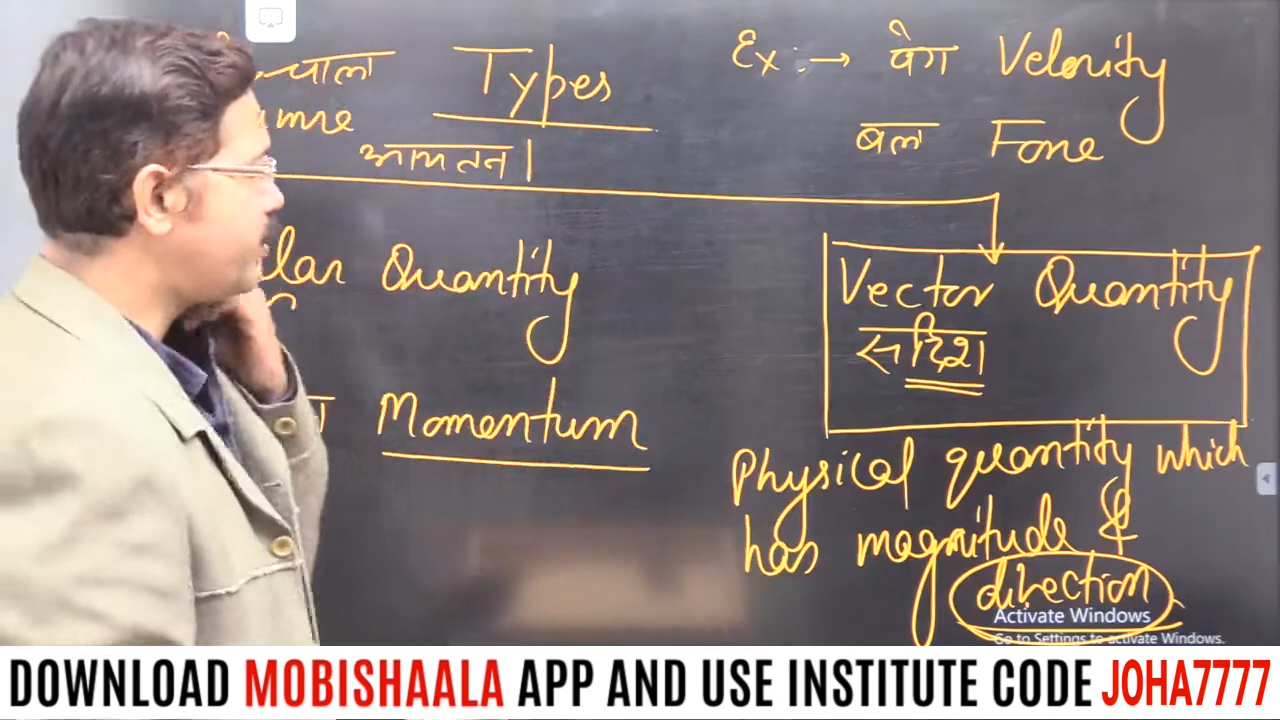 चाल Types
आयतन।
Ex :→ वेग Velocity
बल Force
Quantity
Momentum
Vector Quantity
सदिश
Physical quantity which
has magnitude &
direction
Activate Windows
Go to Settings to activate Windows.
DOWNLOAD MOBISHAALA APP AND USE INSTITUTE CODE JOHA7777